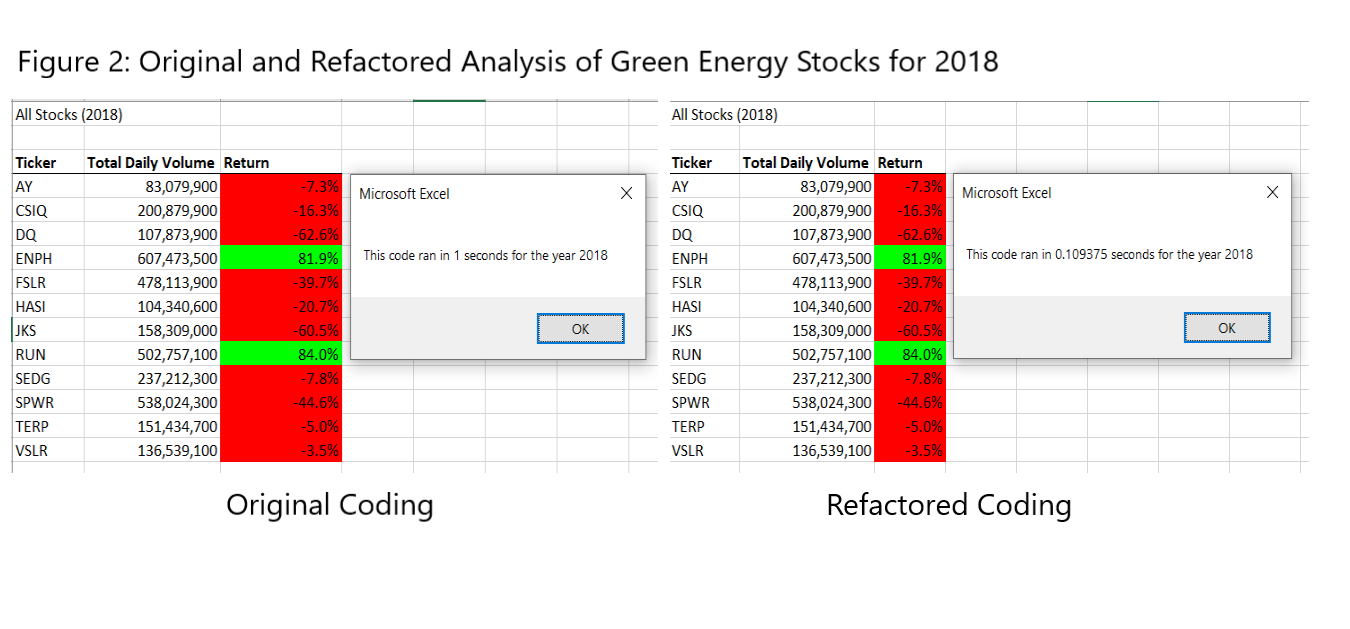 Figure 2: Original and Refactored Analysis of Green Energy Stocks for 2018
All Stocks (2018)
Ticker Total Daily Volume Return
AY 83,079,900 -7.3%
CSIQ 200,879,900 -16.3%
DQ 107,873,900 -62.6%
ENPH 607,473,500 81.9%
FSLR 478,113,900 -39.7%
HASI 104,340,600 -20.7%
JKS 158,309,000 -60.5%
RUN 502,757,100 84.0%
SEDG 237,212,300 -7.8%
SPWR 538,024,300 -44.6%
TERP 151,434,700 -5.0%
VSLR 136,539,100 -3.5%
Microsoft Excel
This code ran in 1 seconds for the year 2018
OK
Original Coding
All Stocks (2018)
Ticker Total Daily Volume Return
AY 83,079,900 -7.3%
CSIQ 200,879,900 -16.3%
DQ 107,873,900 -62.6%
ENPH 607,473,500 81.9%
FSLR 478,113,900 -39.7%
HASI 104,340,600 -20.7%
JKS 158,309,000 -60.5%
RUN 502,757,100 84.0%
SEDG 237,212,300 -7.8%
SPWR 538,024,300 -44.6%
TERP 151,434,700 -5.0%
VSLR 136,539,100 -3.5%
Microsoft Excel
This code ran in 0.109375 seconds for the year 2018
OK
Refactored Coding